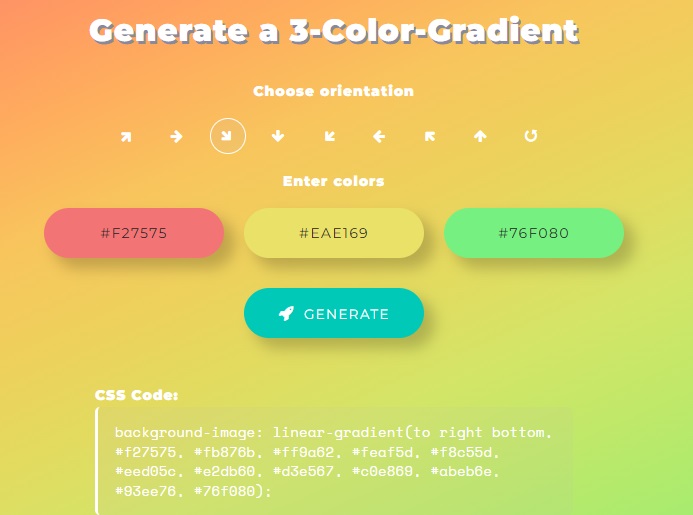 Generate a 3-Color-Gradient
Choose orientation
Enter colors
#F27575 #EAE169 #76F080
GENERATE
CSS Code:
background-image: linear-gradient(to right bottom,
#f27575, #fb876b, #ff9a62, #feaf5d, #f8c55d,
#eed05c, #e2db60, #d3e567, #c0e869, #abeb6e,
#93ee76, #76f080);